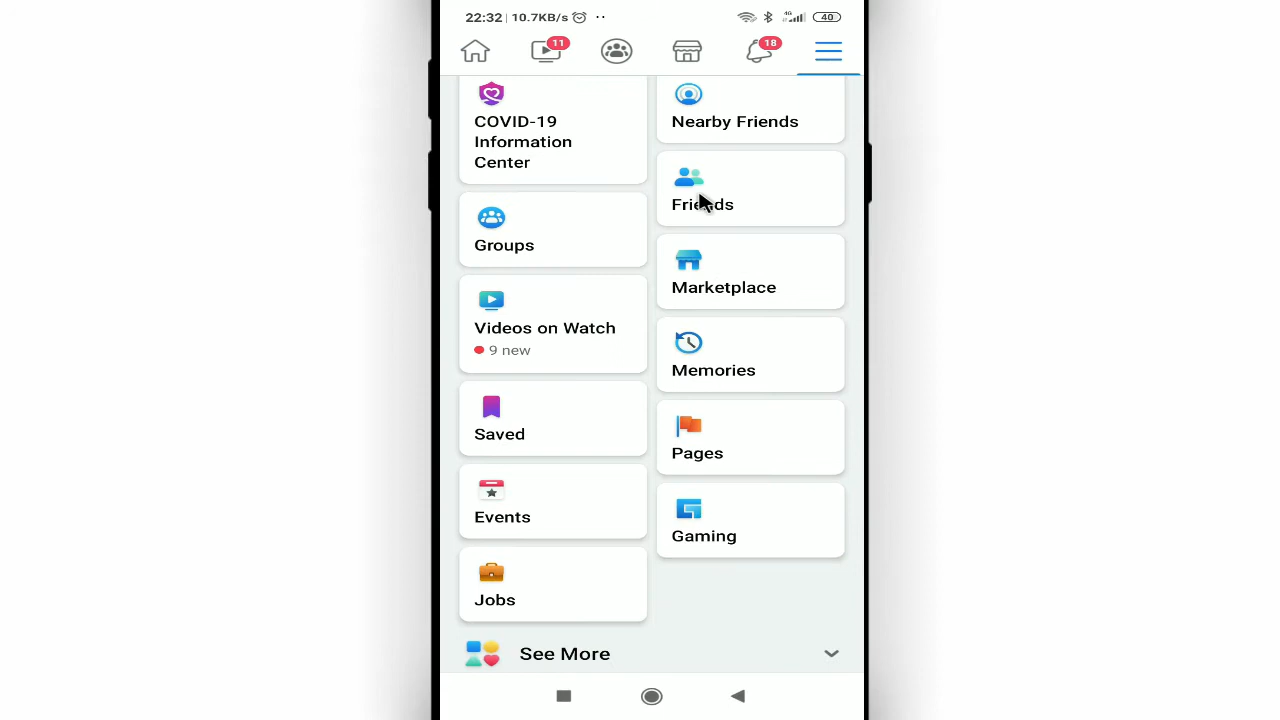 22:32 10.7KB/s
4G
40
11
18
COVID-19
Information
Center
Nearby Friends
Friends
Groups
Marketplace
Videos on Watch
9 new
Memories
Saved
Pages
Events
Gaming
Jobs
See More